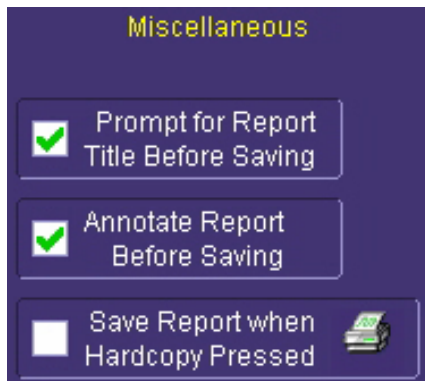 Miscellaneous
Prompt for Report
Title Before Saving
Annotate Report
Before Saving
Save Report when
Hardcopy Pressed